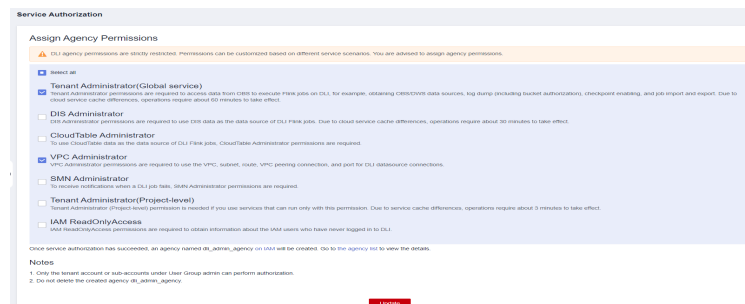 Service Authorization
Assign Agency Permissions
DLI agency permissions are strictly restricted. Permissions can be customized based on different service scenarios. You are advised to assign agency permissions.
Select all
Tenant Administrator(Global service)
Tenant Administrator permissions are required to access data from OBS to execute Flink jobs on DLI, for example, obtaining OBS/DWS data sources, log dump (including bucket authorization), checkpoint enabling, and job import and export. Due to
cloud service cache differences, operations require about 60 minutes to take effect.
DIS Administrator
DIS Administrator permissions are required to use DIS data as the data source of DLI Flink jobs. Due to cloud service cache differences, operations require about 30 minutes to take effect.
CloudTable Administrator
To use CloudTable data as the data source of DLI Flink jobs, CloudTable Administrator permissions are required.
VPC Administrator
VPC Administrator permissions are required to use the VPC, subnet, route, VPC peering connection, and port for DLI datasource connections.
SMN Administrator
To receive notifications when a DLI job fails, SMN Administrator permissions are required.
Tenant Administrator(Project-level)
Tenant Administrator (Project-level) permission is needed if you use services that can run only with this permission. Due to service cache differences, operations require about 3 minutes to take effect.
IAM ReadOnlyAccess
IAM ReadOnlyAccess permissions are required to obtain information about the IAM users who have never logged in to DLI.
Once service authorization has succeeded, an agency named dli_admin_agency on IAM will be created. Go to the agency list to view the details.
Notes
1. Only the tenant account or sub-accounts under User Group admin can perform authorization.
2. Do not delete the created agency dli_admin_agency.
Update